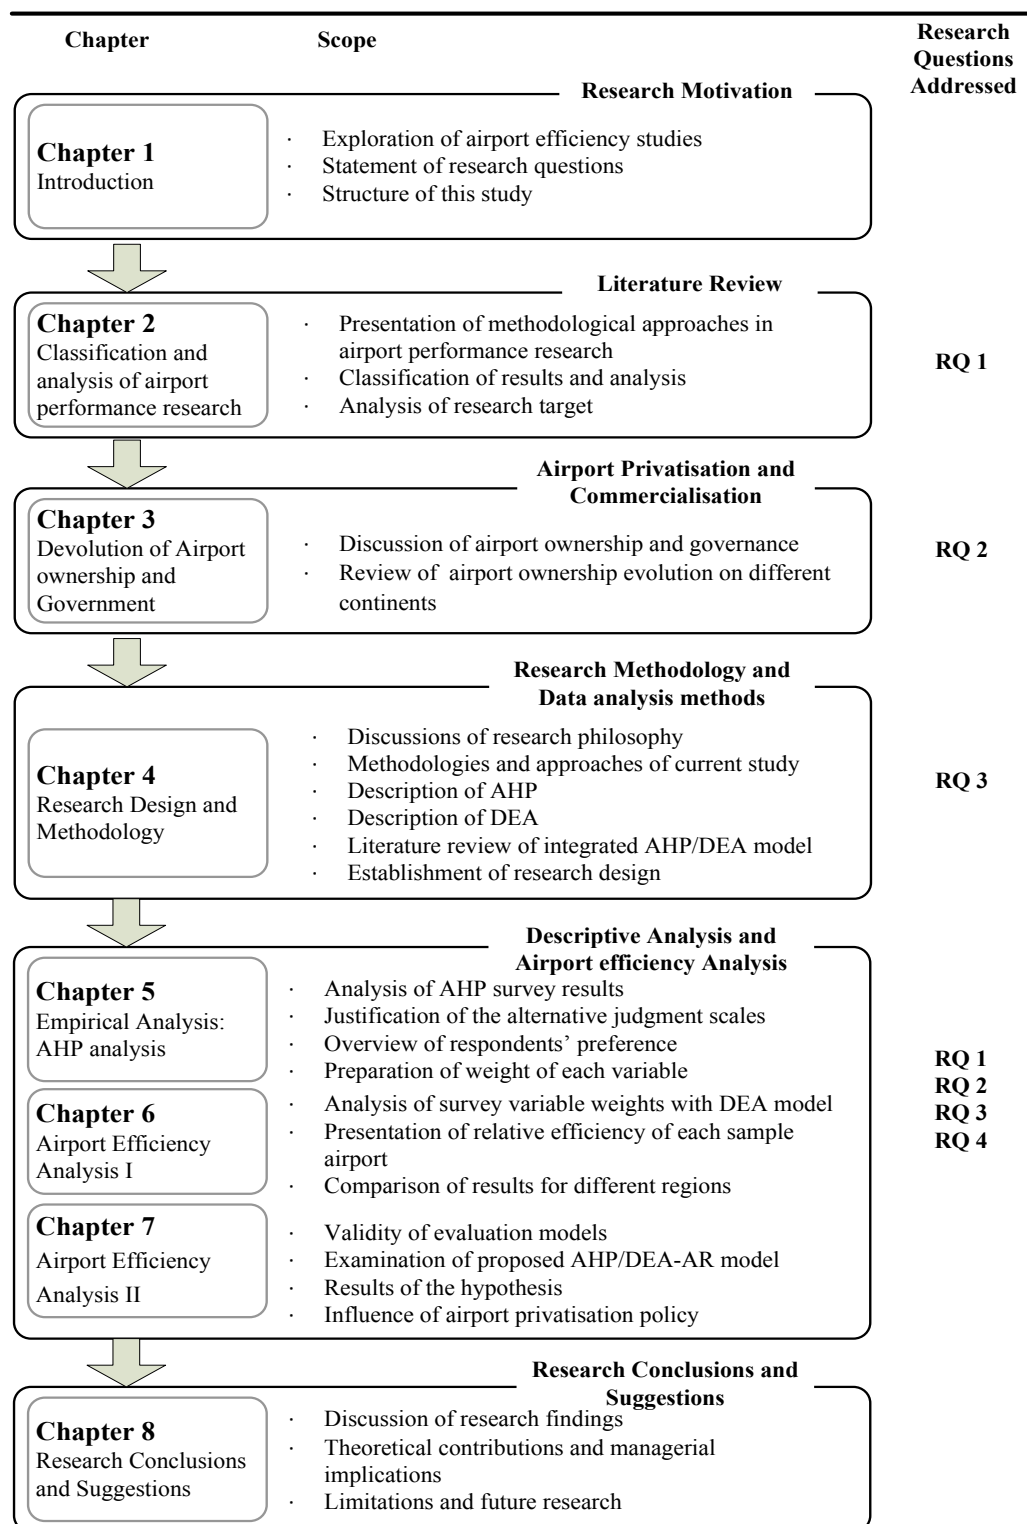 Chapter
Scope
Research
Questions
Addressed
Research Motivation
Chapter 1
Introduction
· Exploration of airport efficiency studies
· Statement of research questions
· Structure of this study
Literature Review
Chapter 2
Classification and
analysis of airport
performance research
· Presentation of methodological approaches in
airport performance research
· Classification of results and analysis
· Analysis of research target
RQ 1
Airport Privatisation and
Commercialisation
Chapter 3
Devolution of Airport
ownership and
Government
· Discussion of airport ownership and governance
· Review of airport ownership evolution on different
continents
RQ 2
Research Methodology and
Data analysis methods
Chapter 4
Research Design and
Methodology
· Discussions of research philosophy
· Methodologies and approaches of current study
· Description of AHP
· Description of DEA
· Literature review of integrated AHP/DEA model
· Establishment of research design
RQ 3
Descriptive Analysis and
Airport efficiency Analysis
Chapter 5
Empirical Analysis:
AHP analysis
· Analysis of AHP survey results
· Justification of the alternative judgment scales
· Overview of respondents’ preference
· Preparation of weight of each variable
Chapter 6
Airport Efficiency
Analysis I
· Analysis of survey variable weights with DEA model
· Presentation of relative efficiency of each sample
airport
· Comparison of results for different regions
Chapter 7
Airport Efficiency
Analysis II
· Validity of evaluation models
· Examination of proposed AHP/DEA-AR model
· Results of the hypothesis
· Influence of airport privatisation policy
RQ 1
RQ 2
RQ 3
RQ 4
Research Conclusions and
Suggestions
Chapter 8
Research Conclusions
and Suggestions
· Discussion of research findings
· Theoretical contributions and managerial
implications
· Limitations and future research